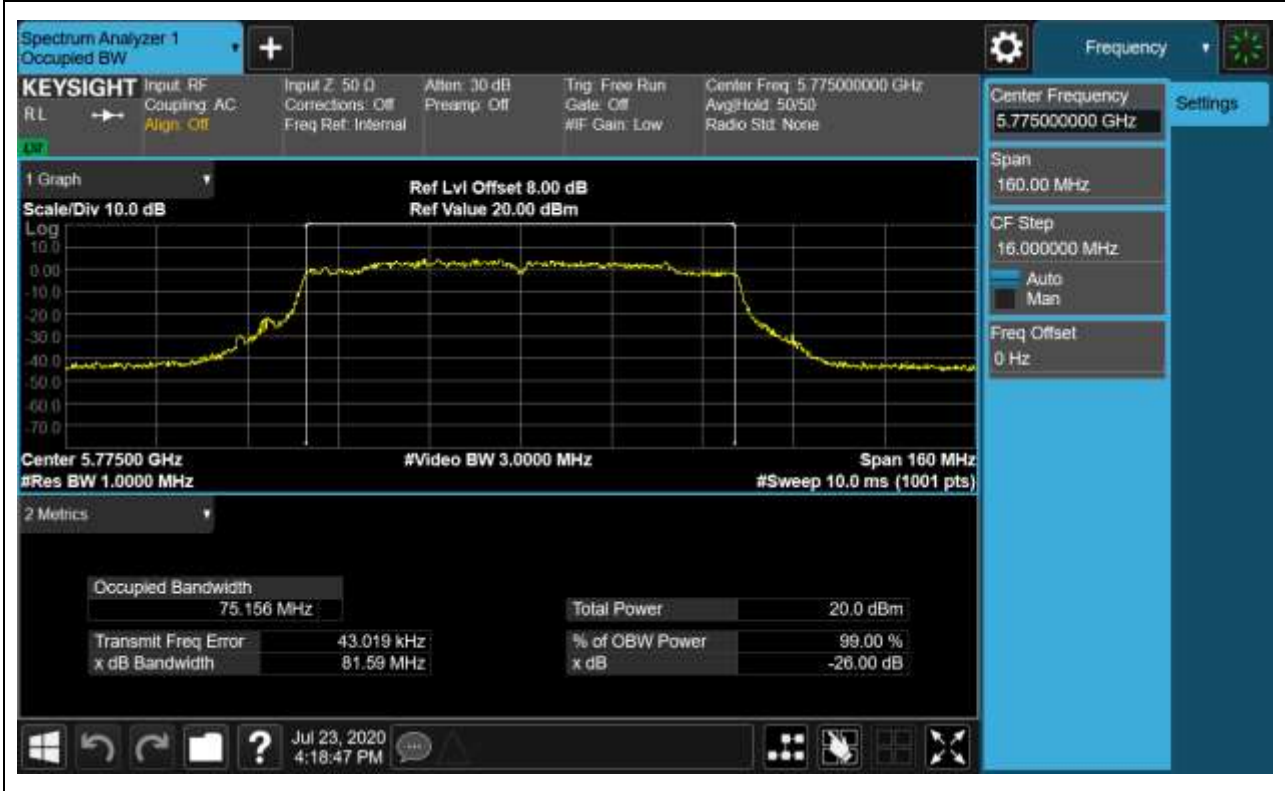 Spectrum Analyzer 1
Occupied BW
+
Frequency
KEYSIGHT
RL
Input: RF
Coupling: AC
Align: Off
Input Z: 50 Ω
Corrections: Off
Freq Ref: Internal
Atten: 30 dB
Preamp: Off
Trig: Free Run
Gate: Off
#IF Gain: Low
Center Freq: 5.775000000 GHz
Avg|Hold: 50/50
Radio Std: None
Center Frequency
5.775000000 GHz
Settings
Span
160.00 MHz
CF Step
16.000000 MHz
Auto
Man
Freq Offset
0 Hz
1 Graph
Ref Lvl Offset 8.00 dB
Scale/Div 10.0 dB
Ref Value 20.00 dBm
Log
10.0
0.00
-10.0
-20.0
-30.0
-40.0
-50.0
-60.0
-70.0
Center 5.77500 GHz
#Video BW 3.0000 MHz
Span 160 MHz
#Res BW 1.0000 MHz
#Sweep 10.0 ms (1001 pts)
2 Metrics
Occupied Bandwidth
75.156 MHz
Total Power 20.0 dBm
Transmit Freq Error 43.019 kHz
% of OBW Power 99.00 %
x dB Bandwidth 81.59 MHz
x dB -26.00 dB
?
Jul 23, 2020
4:18:47 PM